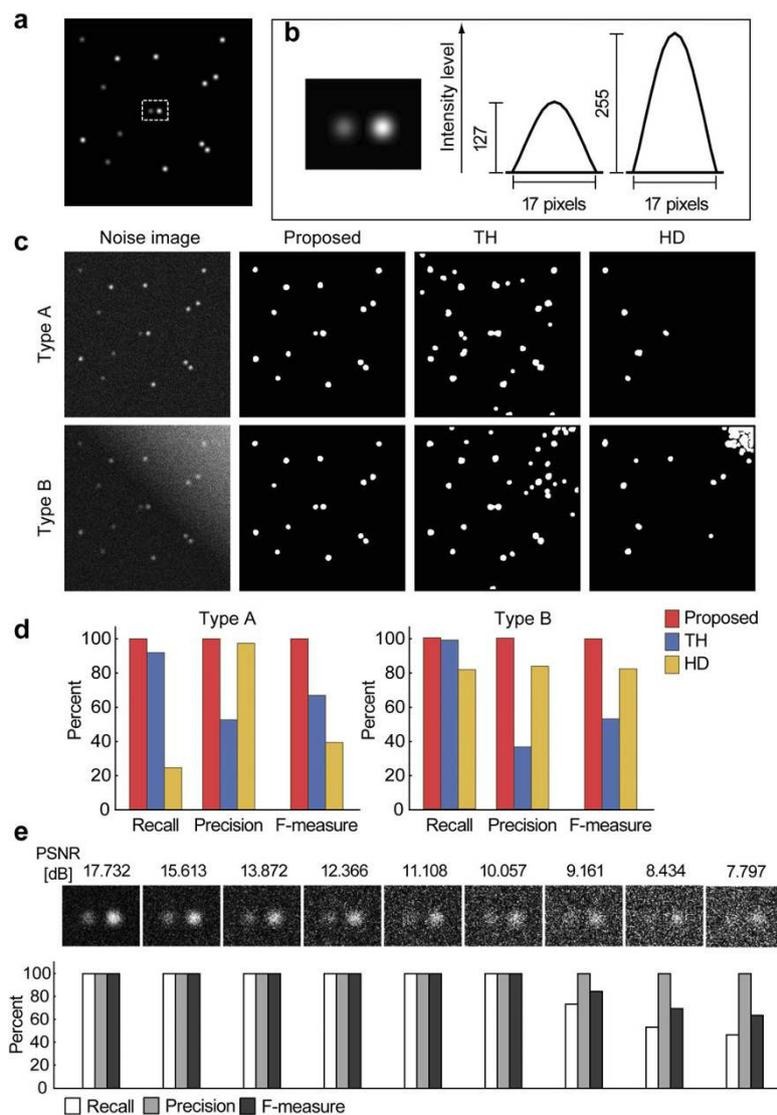 a
b
Intensity level
127
255
17 pixels
17 pixels
c
Noise image Proposed TH HD
Type A
Type B
d
Type A
Percent
100
80
60
40
20
0
Recall Precision F-measure
Type B
Percent
100
80
60
40
20
0
Recall Precision F-measure
Proposed
TH
HD
e
PSNR
[dB] 17.732 15.613 13.872 12.366 11.108 10.057 9.161 8.434 7.797
Percent
100
80
60
40
20
0
Recall Precision F-measure